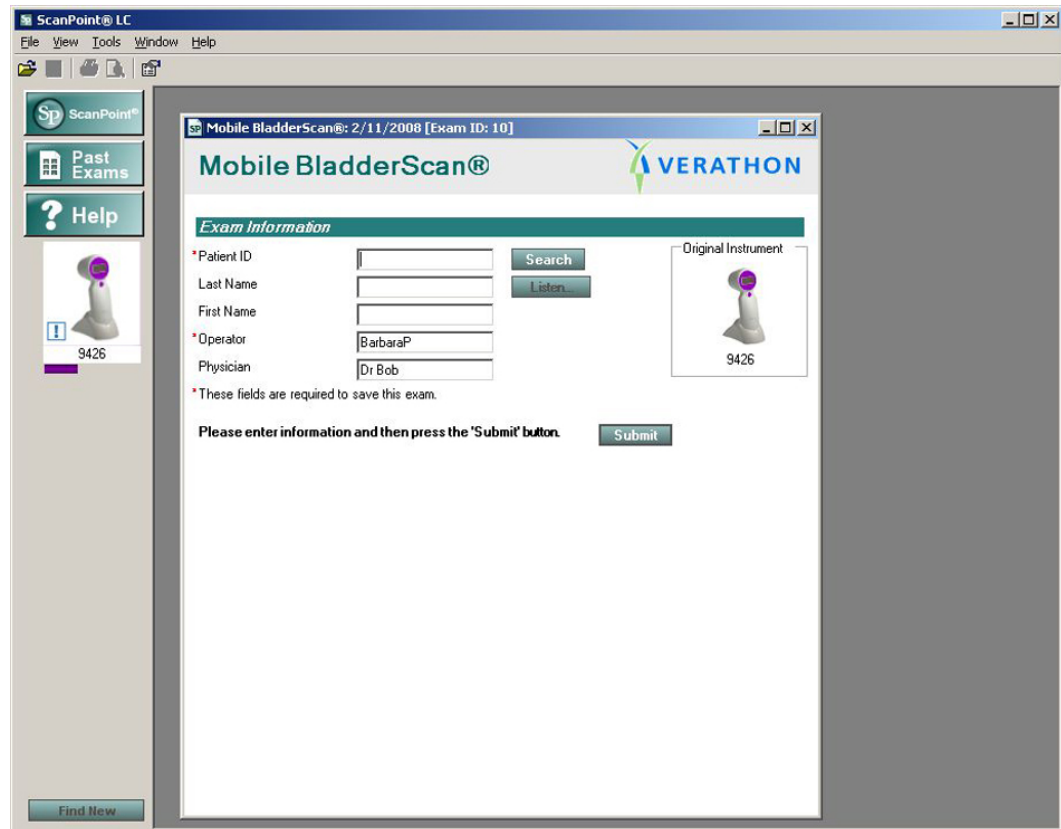 ScanPoint® LC
File View Tools Window Help
Sp ScanPoint®
Past
Exams
? Help
9426
Find New
SP Mobile BladderScan®: 2/11/2008 [Exam ID: 10]
Mobile BladderScan®
VERATHON
Exam Information
*Patient ID
Search
Last Name
Listen...
First Name
*Operator
BarbaraP
Physician
Dr Bob
*These fields are required to save this exam.
Please enter information and then press the 'Submit' button.
Submit
Original Instrument
9426